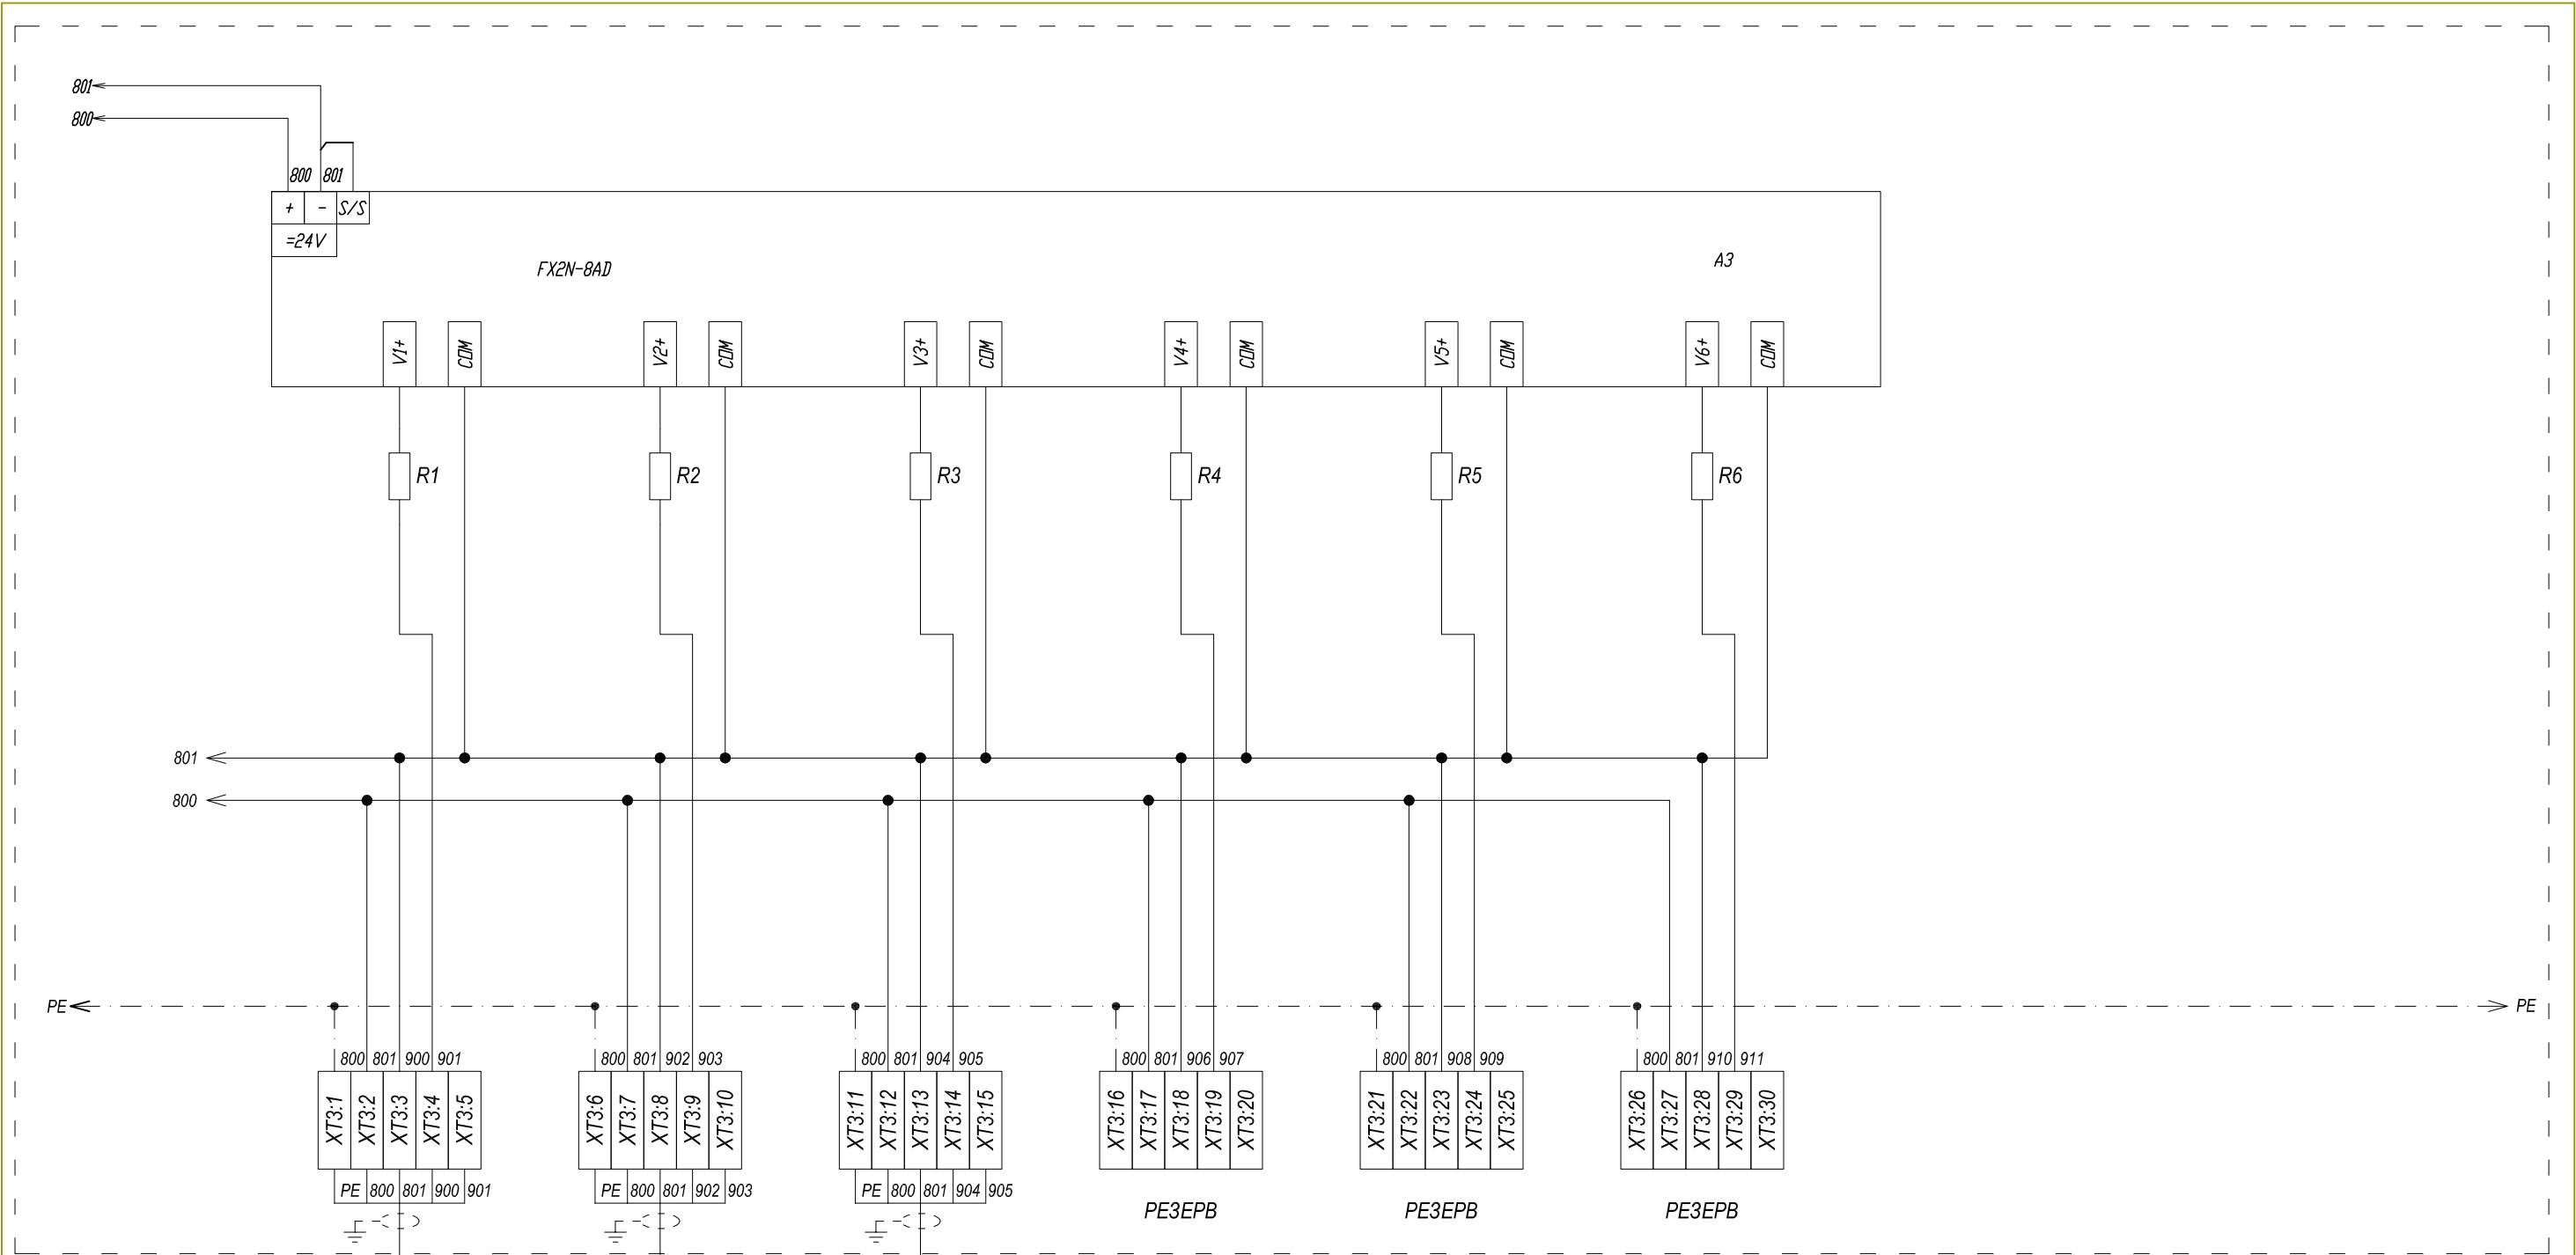 801
800
800 801
+ - S/S
=24V
FX2N-8AD
A3
V1+ COM V2+ COM V3+ COM V4+ COM V5+ COM V6+ COM
R1 R2 R3 R4 R5 R6
801
800
PE PE
800 801 900 901 800 801 902 903 800 801 904 905 800 801 906 907 800 801 908 909 800 801 910 911
XT3:1 XT3:2 XT3:3 XT3:4 XT3:5 XT3:6 XT3:7 XT3:8 XT3:9 XT3:10 XT3:11 XT3:12 XT3:13 XT3:14 XT3:15 XT3:16 XT3:17 XT3:18 XT3:19 XT3:20 XT3:21 XT3:22 XT3:23 XT3:24 XT3:25 XT3:26 XT3:27 XT3:28 XT3:29 XT3:30
PE 800 801 900 901 PE 800 801 902 903 PE 800 801 904 905
PE3EPB PE3EPB PE3EPB